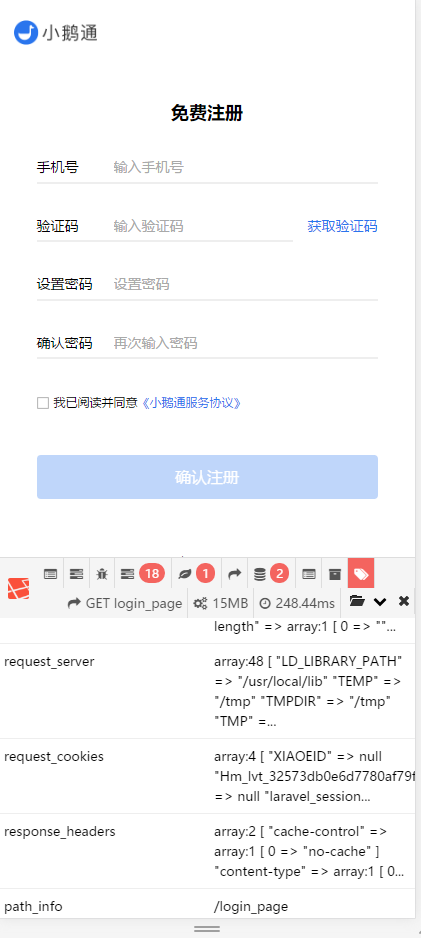 小鹅通
免费注册
手机号 输入手机号
验证码 输入验证码 获取验证码
设置密码 设置密码
确认密码 再次输入密码
我已阅读并同意《小鹅通服务协议》
确认注册
18 1 2
GET login_page 15MB 248.44ms
length" => array:1 [ 0 => ""...
request_server array:48 [ "LD_LIBRARY_PATH"
=> "/usr/local/lib" "TEMP" =>
"/tmp" "TMPDIR" => "/tmp"
"TMP" =...
request_cookies array:4 [ "XIAOEID" => null
"Hm_lvt_32573db0e6d7780af79f
=> null "laravel_session...
response_headers array:2 [ "cache-control" =>
array:1 [ 0 => "no-cache" ]
"content-type" => array:1 [ 0...
path_info /login_page